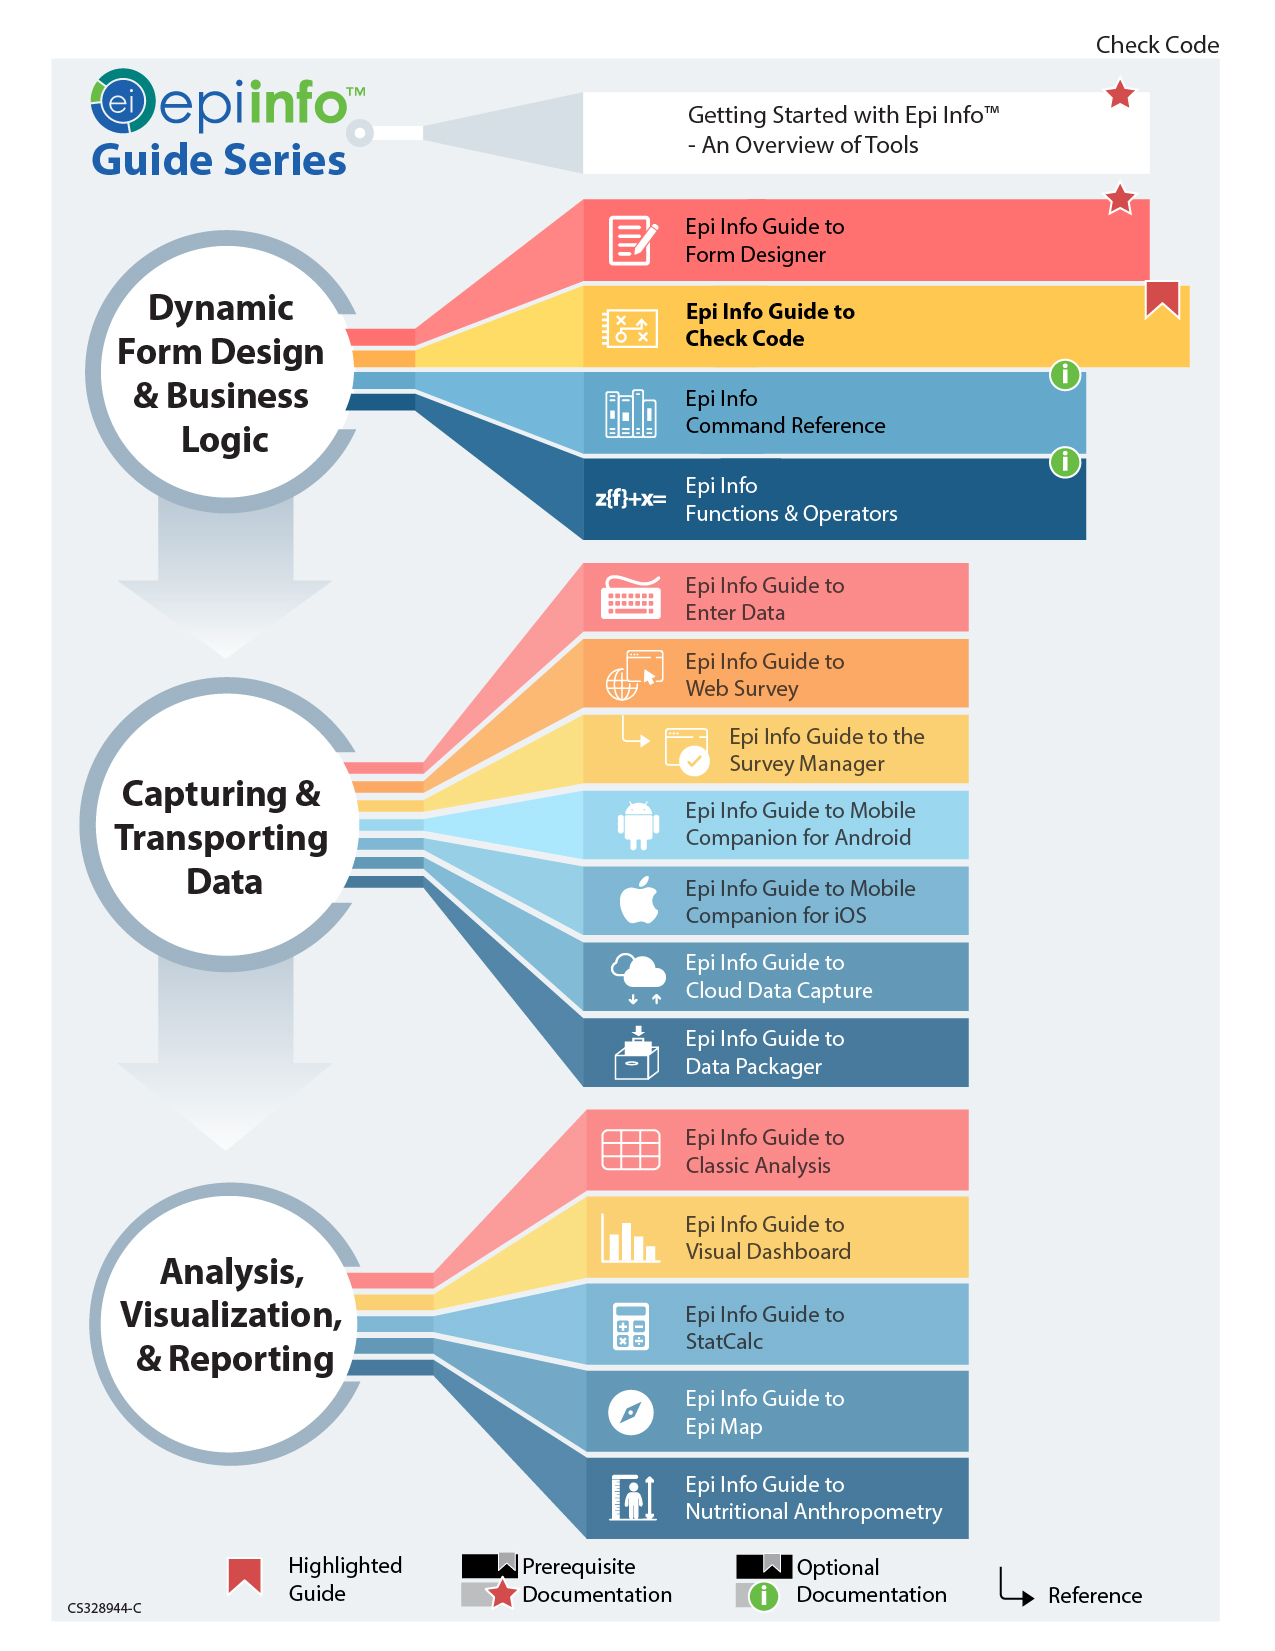 Check Code
ei epiinfo™
Guide Series
Getting Started with Epi Info™
- An Overview of Tools
Dynamic
Form Design
& Business
Logic
Epi Info Guide to
Form Designer
Epi Info Guide to
Check Code
Epi Info
Command Reference
z{f}+x=
Epi Info
Functions & Operators
Capturing &
Transporting
Data
Epi Info Guide to
Enter Data
Epi Info Guide to
Web Survey
Epi Info Guide to the
Survey Manager
Epi Info Guide to Mobile
Companion for Android
Epi Info Guide to Mobile
Companion for iOS
Epi Info Guide to
Cloud Data Capture
Epi Info Guide to
Data Packager
Analysis,
Visualization,
& Reporting
Epi Info Guide to
Classic Analysis
Epi Info Guide to
Visual Dashboard
Epi Info Guide to
StatCalc
Epi Info Guide to
Epi Map
Epi Info Guide to
Nutritional Anthropometry
Highlighted
Guide
Prerequisite
Documentation
Optional
Documentation
Reference
CS328944-C